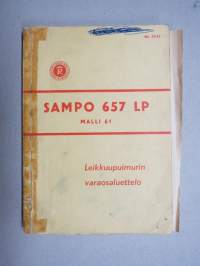 SAMPO 657 LP
MALLI 61
Leikkuupuimurin
varaosaluettelo